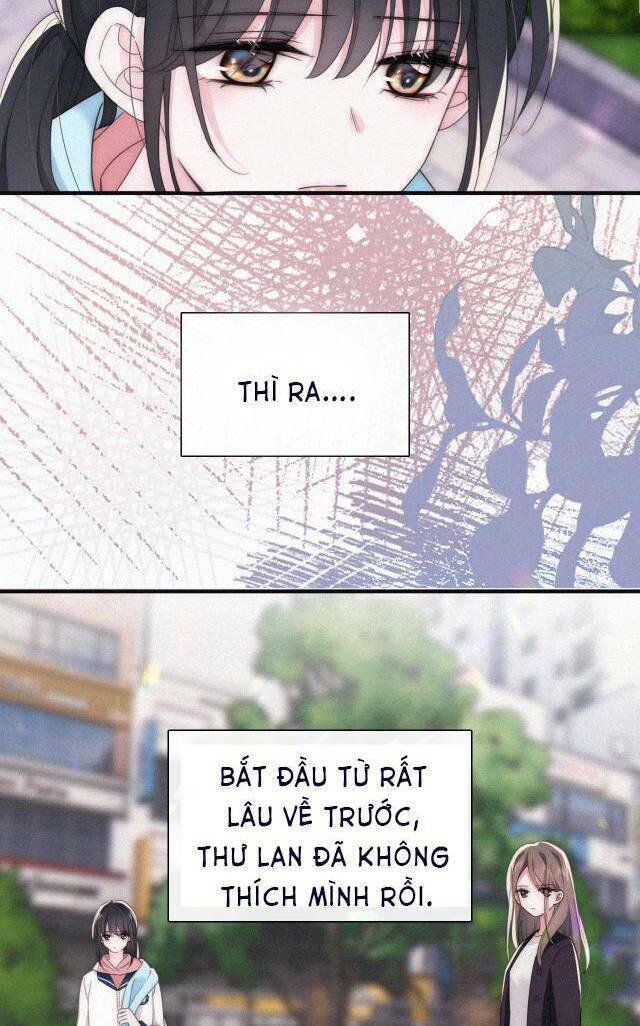 THÌ RA....
BẮT ĐẦU TỪ RẤT
LÂU VỀ TRƯỚC,
THƯ LAN ĐÃ KHÔNG
THÍCH MÌNH RỒI.